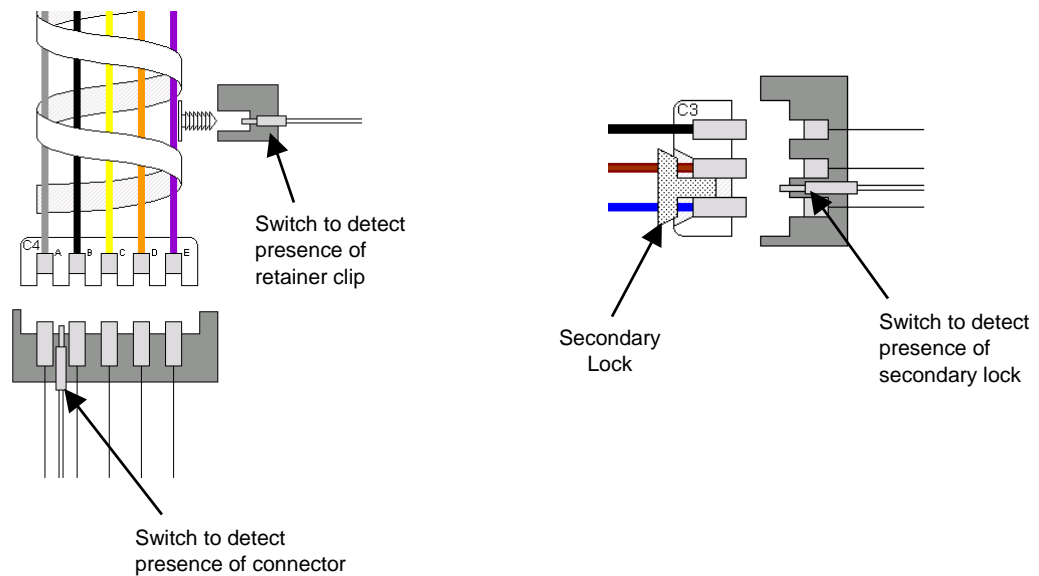 C3
Switch to detect
presence of
retainer clip
C4 A B C D E
Secondary
Lock
Switch to detect
presence of
secondary lock
Switch to detect
presence of connector